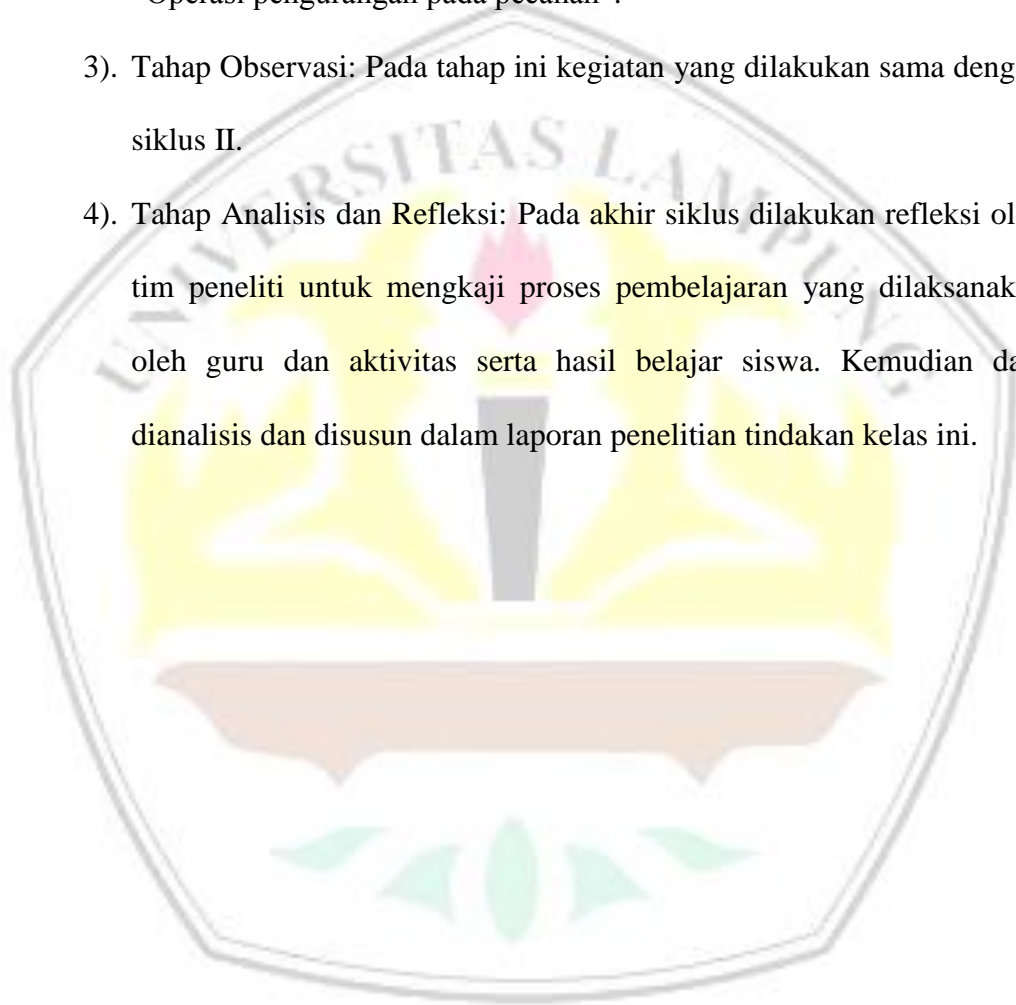 "Operasi pengurangan pada pecahan".
3). Tahap Observasi: Pada tahap ini kegiatan yang dilakukan sama deng
siklus II.
UNIVERSITAS LAMPUNG
4). Tahap Analisis dan Refleksi: Pada akhir siklus dilakukan refleksi ol
tim peneliti untuk mengkaji proses pembelajaran yang dilaksanak
oleh guru dan aktivitas serta hasil belajar siswa. Kemudian da
dianalisis dan disusun dalam laporan penelitian tindakan kelas ini.